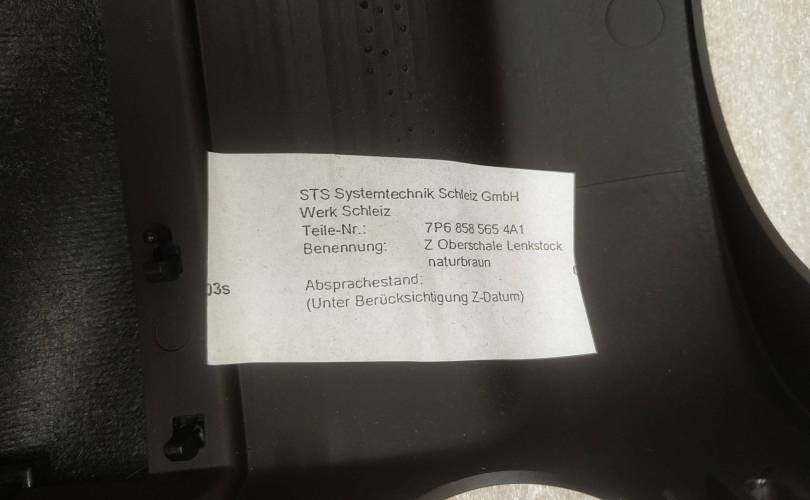 STS Systemtechnik Schleiz GmbH
Werk Schleiz
Teile-Nr.: 7P6 858 565 4A1
Benennung: Z Oberschale Lenkstock
naturbraun
03s
Absprachestand:
(Unter Berücksichtigung Z-Datum)